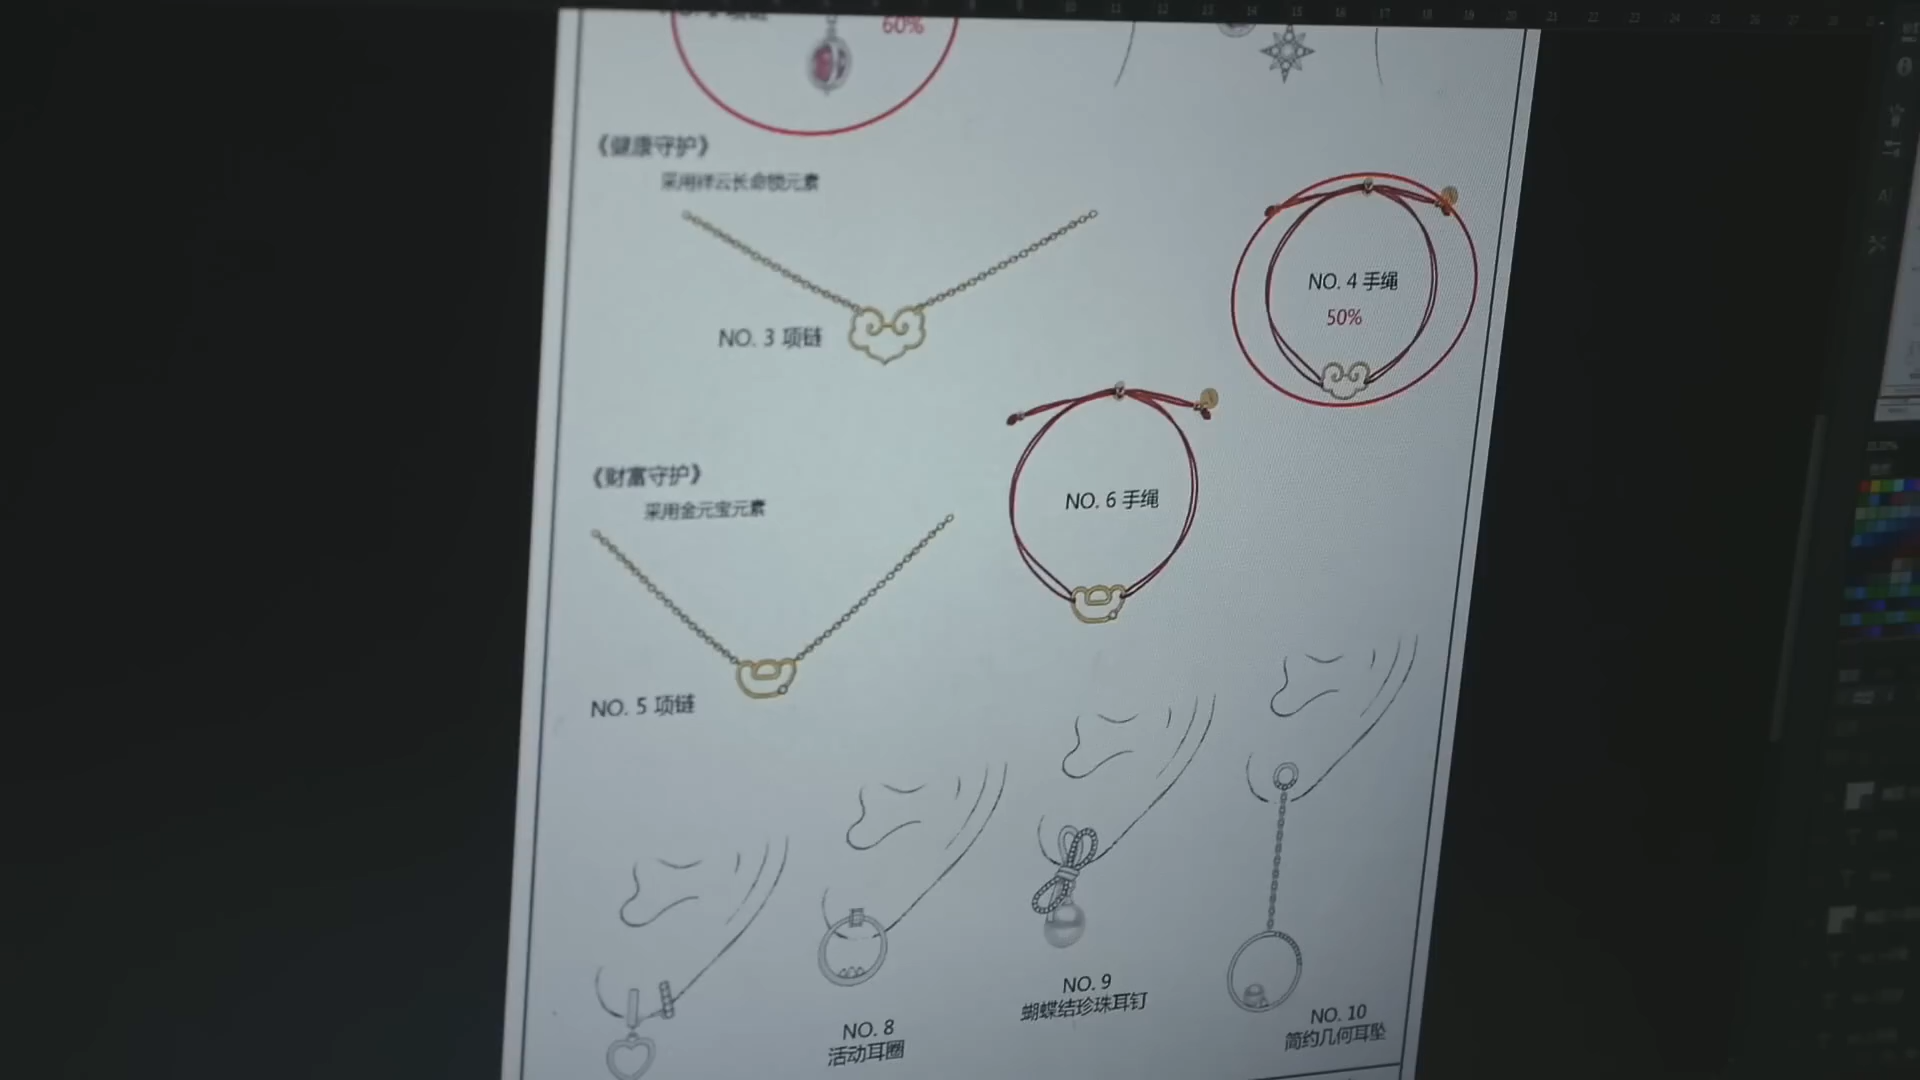 60%
《健康守护》
采用祥云长命锁元素
NO. 3 项链
NO. 4 手绳
50%
《财富守护》
采用金元宝元素
NO. 5 项链
NO. 6 手绳
NO. 8
活动耳圈
NO. 9
蝴蝶结珍珠耳钉
NO. 10
简约几何耳坠